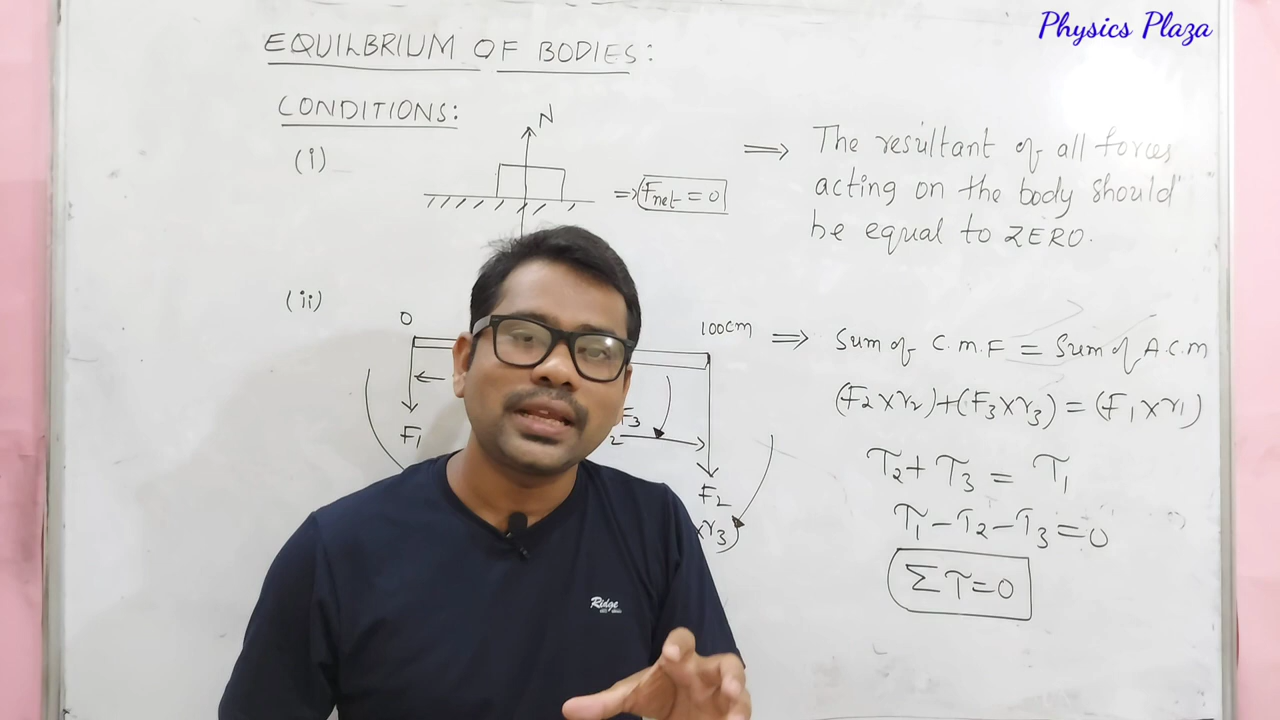 Physics Plaza
EQUILBRIUM OF BODIES:
CONDITIONS:
(i)
N
=> Fnet = 0
=> The resultant of all forces
acting on the body should
be equal to ZERO.
(ii)
0
100cm
=> Sum of C.M.F = Sum of A.C.M
(F2×r2)+(F3×r3) = (F1×r1)
F1
F3
2
F2
×r3)
τ2 + τ3 = τ1
τ1 − τ2 − τ3 = 0
Στ=0
Ridge